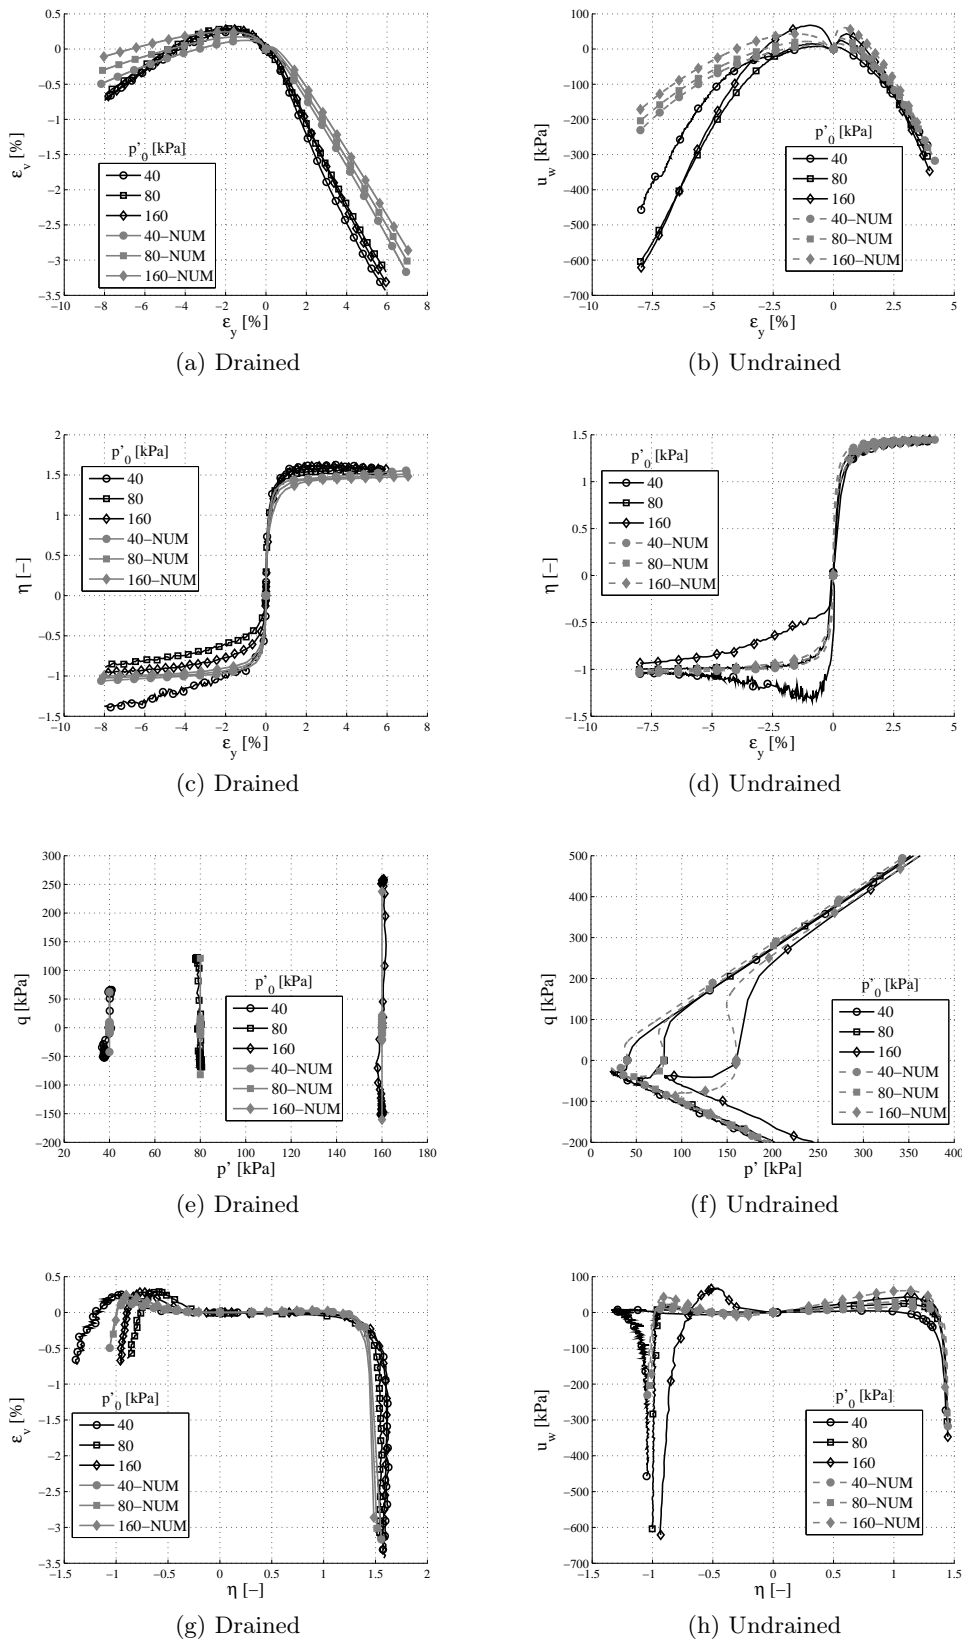 0.5
0
−0.5
−1
−1.5
−2
−2.5
−3
−3.5
ε_v [%]
p'_0 [kPa]
40
80
160
40−NUM
80−NUM
160−NUM
−10 −8 −6 −4 −2 0 2 4 6 8
ε_y [%]
(a) Drained
100
0
−100
−200
−300
−400
−500
−600
−700
u_w [kPa]
p'_0 [kPa]
40
80
160
40−NUM
80−NUM
160−NUM
−10 −7.5 −5 −2.5 0 2.5 5
ε_y [%]
(b) Undrained
2
1.5
1
0.5
0
−0.5
−1
−1.5
η [−]
p'_0 [kPa]
40
80
160
40−NUM
80−NUM
160−NUM
−10 −8 −6 −4 −2 0 2 4 6 8
ε_y [%]
(c) Drained
1.5
1
0.5
0
−0.5
−1
−1.5
η [−]
p'_0 [kPa]
40
80
160
40−NUM
80−NUM
160−NUM
−10 −7.5 −5 −2.5 0 2.5 5
ε_y [%]
(d) Undrained
300
250
200
150
100
50
0
−50
−100
−150
−200
q [kPa]
p'_0 [kPa]
40
80
160
40−NUM
80−NUM
160−NUM
20 40 60 80 100 120 140 160 180
p' [kPa]
(e) Drained
500
400
300
200
100
0
−100
−200
q [kPa]
p'_0 [kPa]
40
80
160
40−NUM
80−NUM
160−NUM
0 50 100 150 200 250 300 350 400
p' [kPa]
(f) Undrained
0.5
0
−0.5
−1
−1.5
−2
−2.5
−3
−3.5
ε_v [%]
p'_0 [kPa]
40
80
160
40−NUM
80−NUM
160−NUM
−1.5 −1 −0.5 0 0.5 1 1.5 2
η [−]
(g) Drained
100
0
−100
−200
−300
−400
−500
−600
−700
u_w [kPa]
p'_0 [kPa]
40
80
160
40−NUM
80−NUM
160−NUM
−1.5 −1 −0.5 0 0.5 1 1.5
η [−]
(h) Undrained